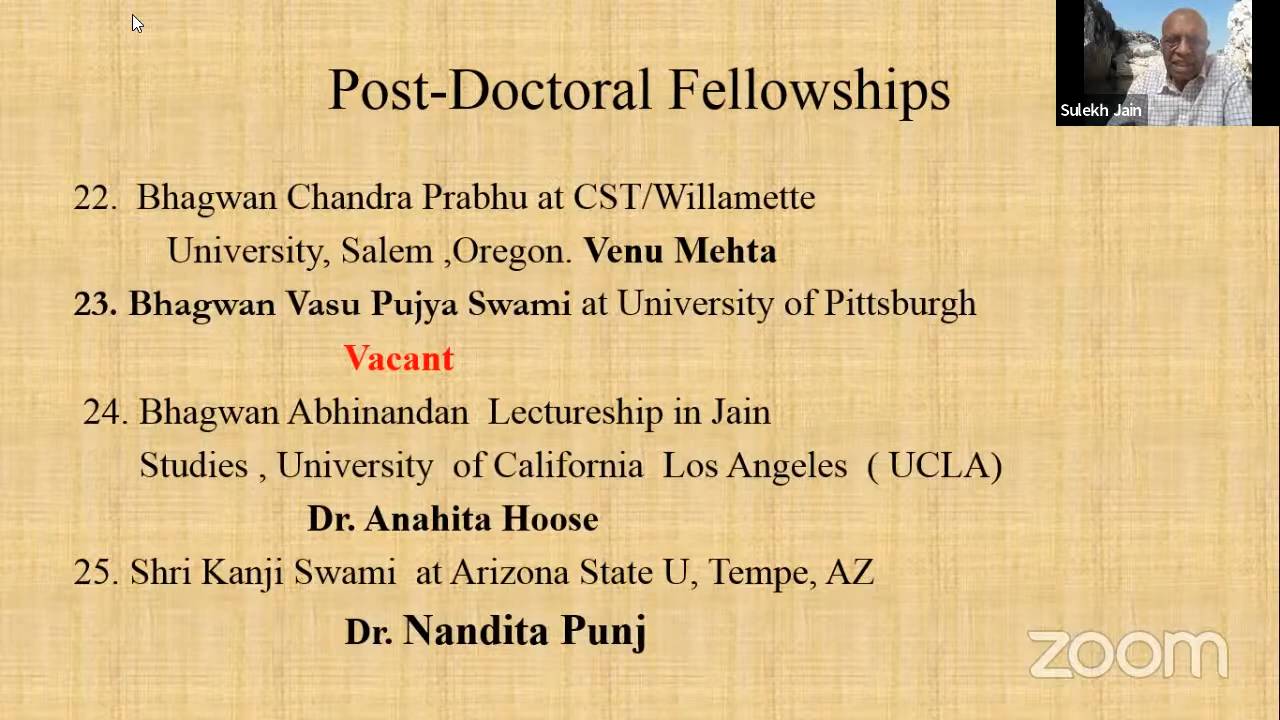 Post-Doctoral Fellowships
Sulekh Jain
22. Bhagwan Chandra Prabhu at CST/Willamette
University, Salem ,Oregon. Venu Mehta
23. Bhagwan Vasu Pujya Swami at University of Pittsburgh
Vacant
24. Bhagwan Abhinandan Lectureship in Jain
Studies , University of California Los Angeles ( UCLA)
Dr. Anahita Hoose
25. Shri Kanji Swami at Arizona State U, Tempe, AZ
Dr. Nandita Punj
zoom